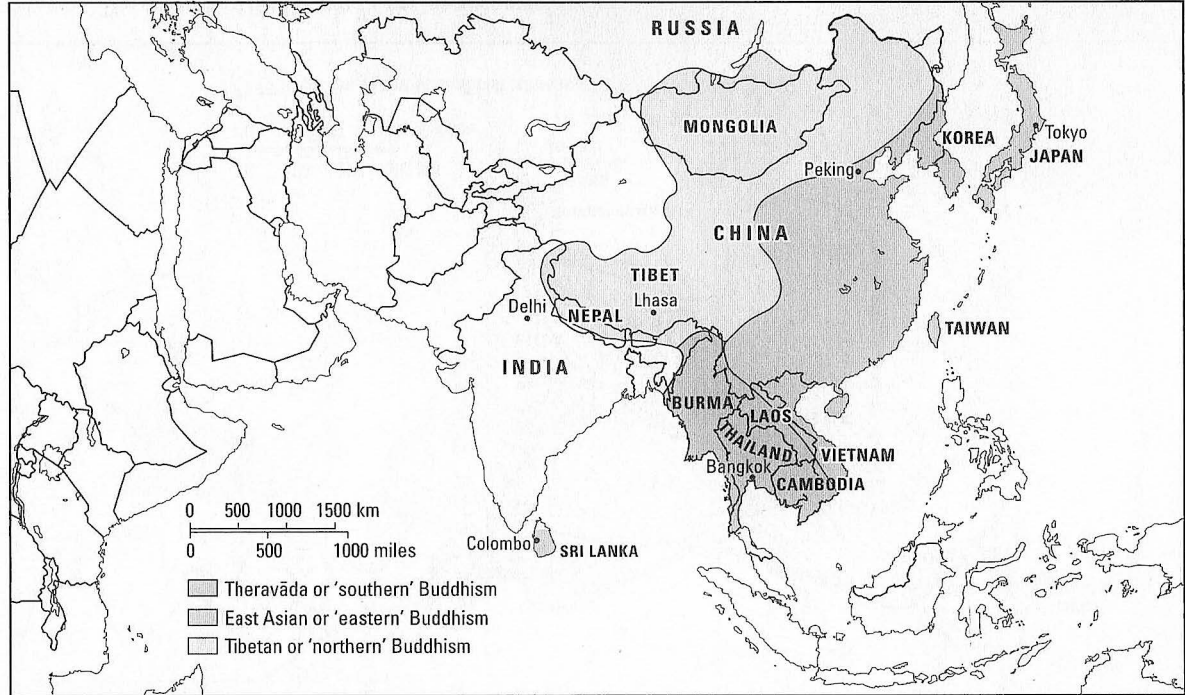 RUSSIA
MONGOLIA
KOREA
Tokyo
JAPAN
Peking
CHINA
TIBET
Lhasa
Delhi
NEPAL
TAIWAN
INDIA
BURMA
LAOS
THAILAND
VIETNAM
Bangkok
CAMBODIA
0 500 1000 1500 km
0 500 1000 miles
Colombo
SRI LANKA
Theravāda or ‘southern’ Buddhism
East Asian or ‘eastern’ Buddhism
Tibetan or ‘northern’ Buddhism